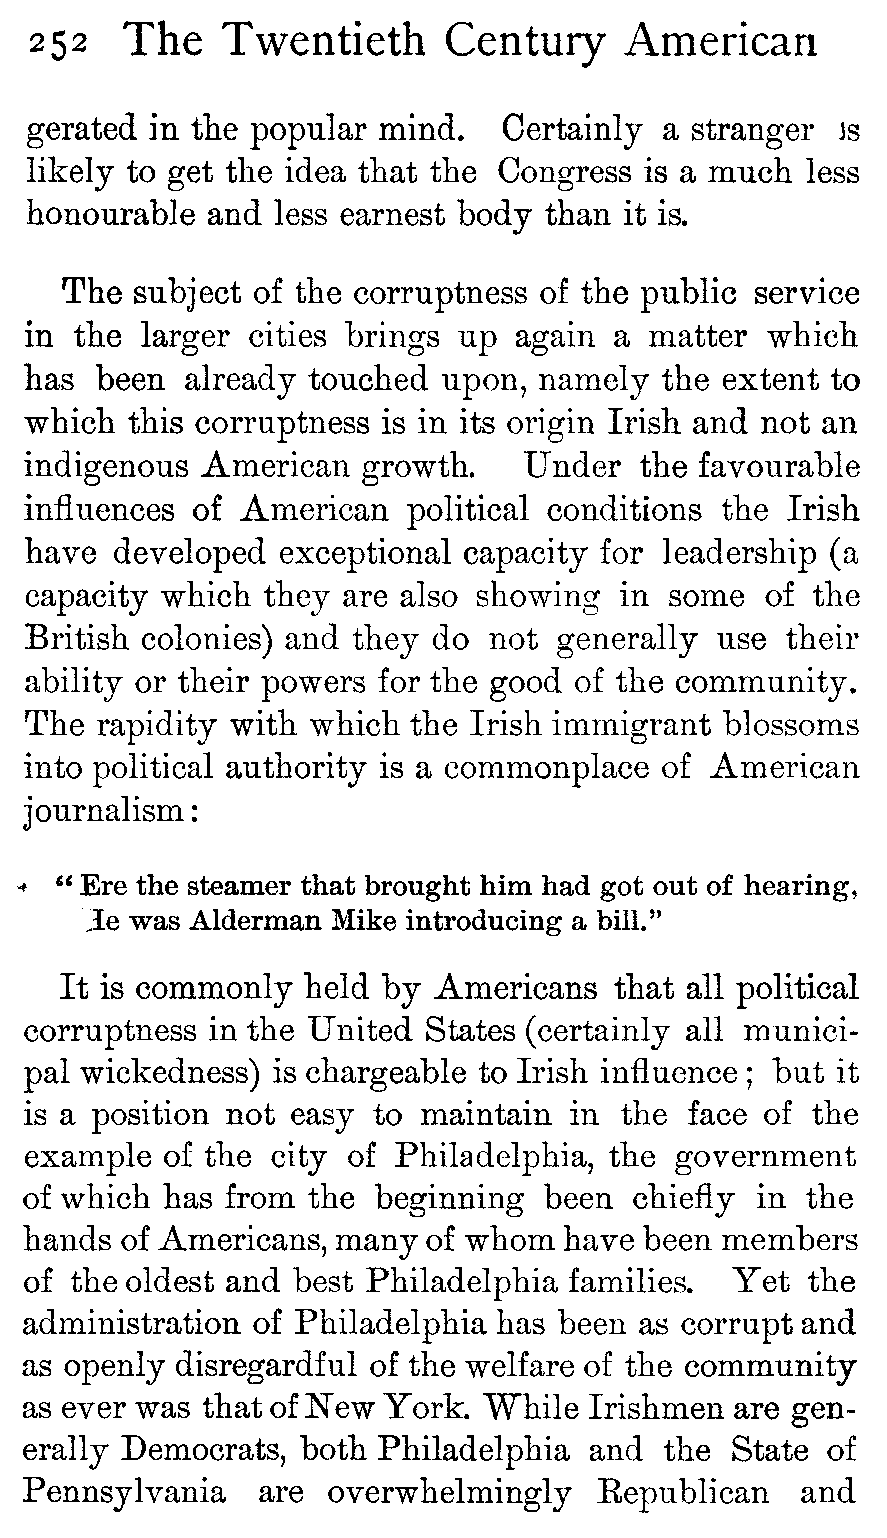 252 The Twentieth Century American
gerated in the popular mind. Certainly a stranger is
likely to get the idea that the Congress is a much less
honourable and less earnest body than it is.
The subject of the corruptness of the public service
in the larger cities brings up again a matter which
has been already touched upon, namely the extent to
which this corruptness is in its origin Irish and not an
indigenous American growth. Under the favourable
influences of American political conditions the Irish
have developed exceptional capacity for leadership (a
capacity which they are also showing in some of the
British colonies) and they do not generally use their
ability or their powers for the good of the community.
The rapidity with which the Irish immigrant blossoms
into political authority is a commonplace of American
journalism:
“Ere the steamer that brought him had got out of hearing,
He was Alderman Mike introducing a bill.”
It is commonly held by Americans that all political
corruptness in the United States (certainly all munici-
pal wickedness) is chargeable to Irish influence; but it
is a position not easy to maintain in the face of the
example of the city of Philadelphia, the government
of which has from the beginning been chiefly in the
hands of Americans, many of whom have been members
of the oldest and best Philadelphia families. Yet the
administration of Philadelphia has been as corrupt and
as openly disregardful of the welfare of the community
as ever was that of New York. While Irishmen are gen-
erally Democrats, both Philadelphia and the State of
Pennsylvania are overwhelmingly Republican and